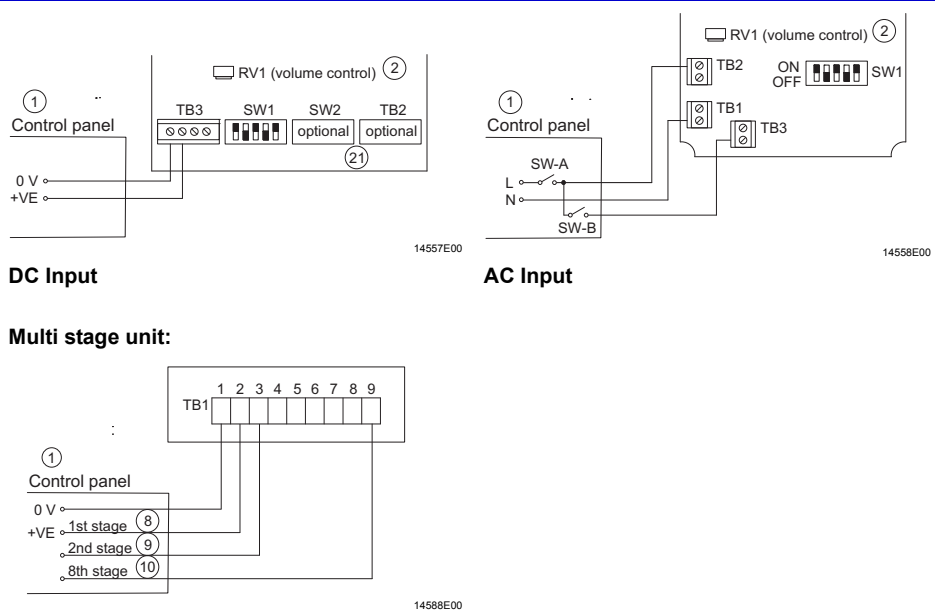 RV1 (volume control) 2
1
Control panel
TB3 SW1 SW2 TB2
optional optional
21
0 V
+VE
14557E00
DC Input
RV1 (volume control) 2
TB2
ON
OFF
SW1
1
Control panel
TB1
TB3
SW-A
L
N
SW-B
14558E00
AC Input
Multi stage unit:
1 2 3 4 5 6 7 8 9
TB1
:
1
Control panel
0 V
+VE 1st stage 8
2nd stage 9
8th stage 10
14588E00